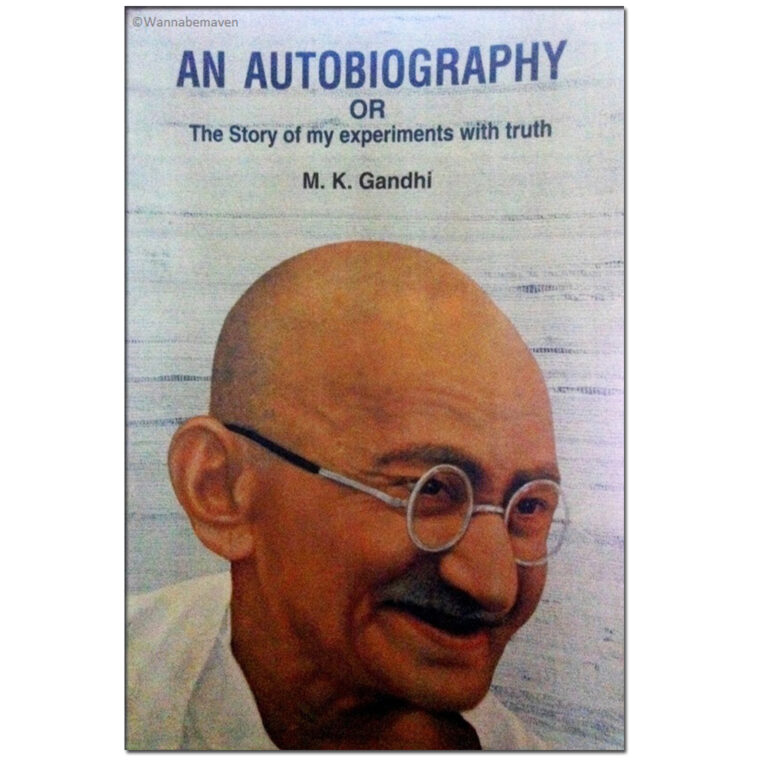 ©Wannabemaven
AN AUTOBIOGRAPHY
OR
The Story of my experiments with truth
M. K. Gandhi